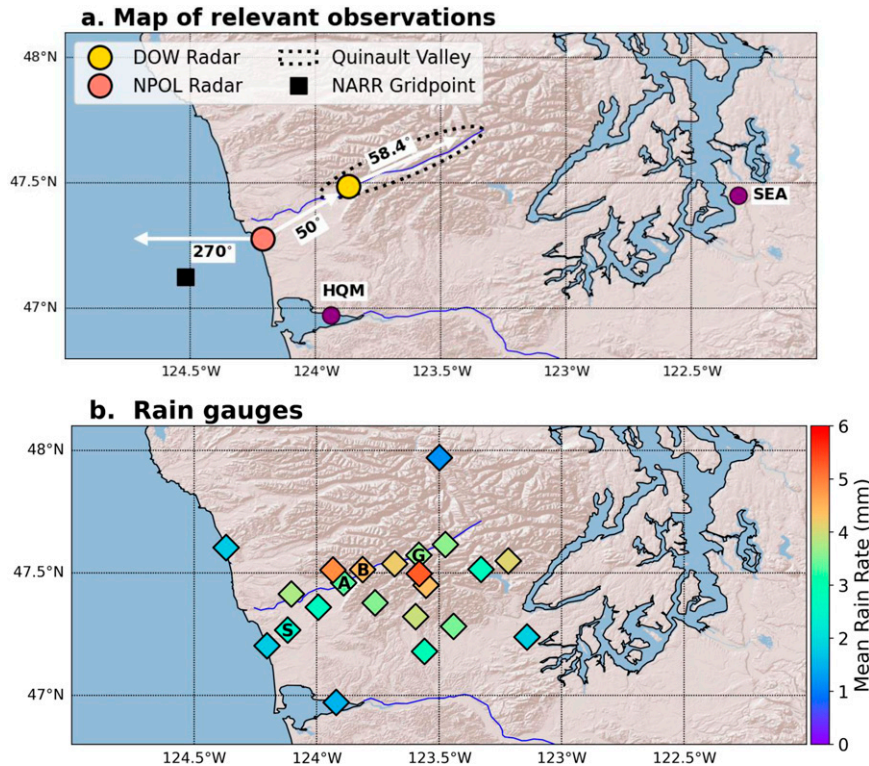 a. Map of relevant observations
48°N
DOW Radar
Quinault Valley
NPOL Radar
NARR Gridpoint
58.4°
47.5°N
SEA
50°
270°
HQM
47°N
124.5°W 124°W 123.5°W 123°W 122.5°W
b. Rain gauges
48°N
6
5
G
B
47.5°N
A
4
3
S
2
47°N
1
0
Mean Rain Rate (mm)
124.5°W 124°W 123.5°W 123°W 122.5°W